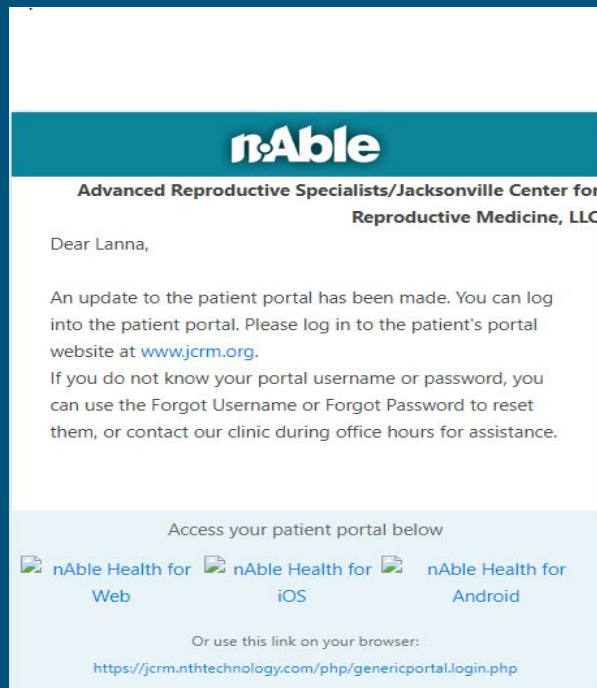 n•Able
Advanced Reproductive Specialists/Jacksonville Center for
Reproductive Medicine, LLC
Dear Lanna,
An update to the patient portal has been made. You can log
into the patient portal. Please log in to the patient's portal
website at www.jcrm.org.
If you do not know your portal username or password, you
can use the Forgot Username or Forgot Password to reset
them, or contact our clinic during office hours for assistance.
Access your patient portal below
nAble Health for Web
nAble Health for iOS
nAble Health for Android
Or use this link on your browser:
https://jcrm.nthtechnology.com/php/genericportal.login.php